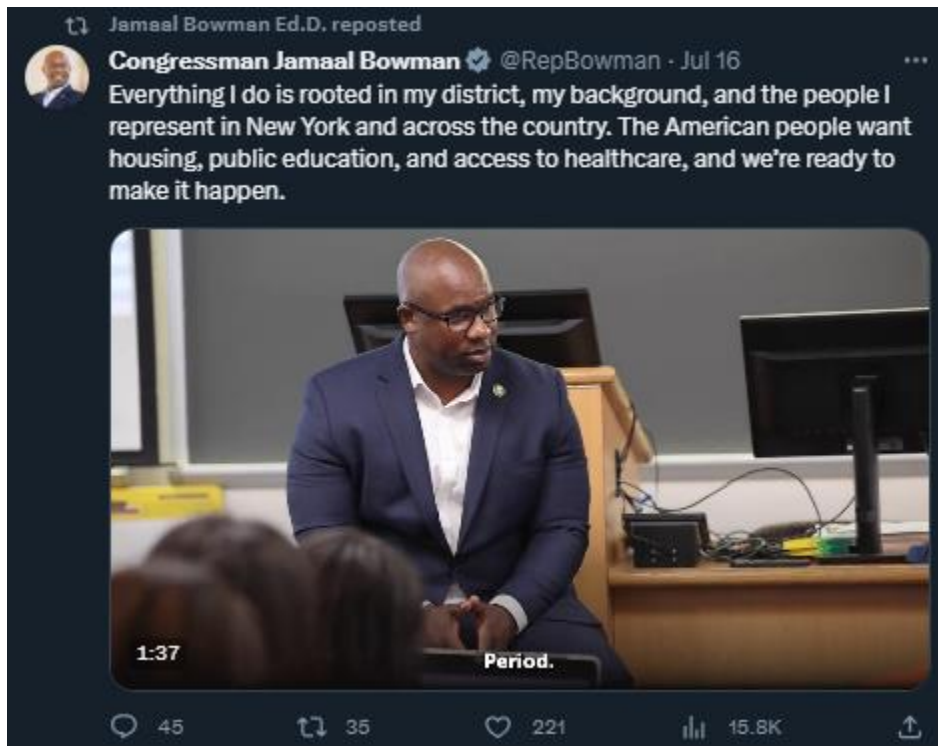 Jamaal Bowman Ed.D. reposted
Congressman Jamaal Bowman @RepBowman · Jul 16
Everything I do is rooted in my district, my background, and the people I
represent in New York and across the country. The American people want
housing, public education, and access to healthcare, and we’re ready to
make it happen.
1:37
Period.
45 35 221 15.8K